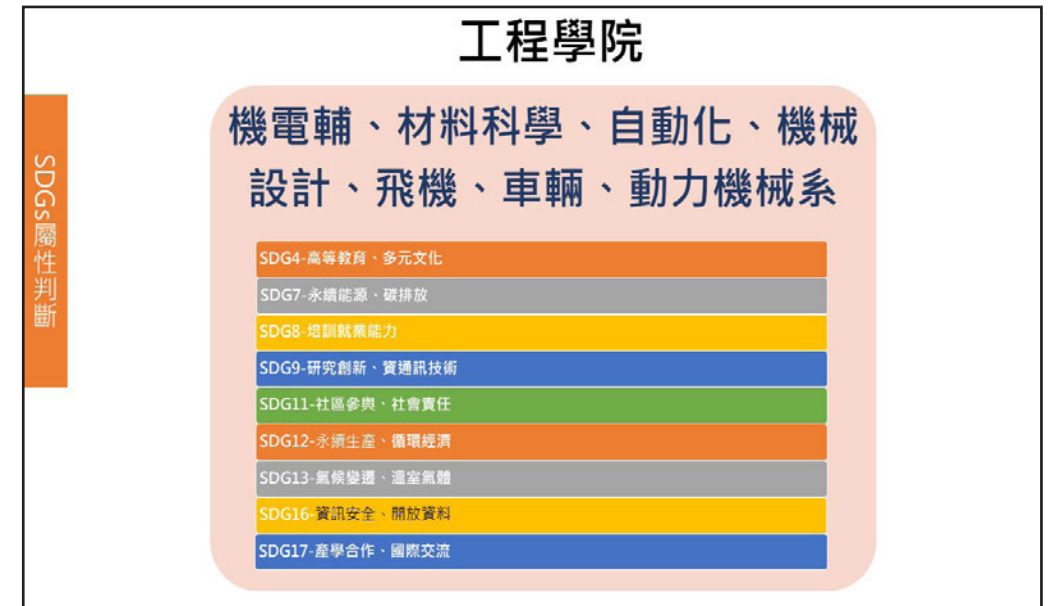 工程學院
SDGs屬性判斷
機電輔、材料科學、自動化、機械
設計、飛機、車輛、動力機械系
SDG4-高等教育、多元文化
SDG7-永續能源、碳排放
SDG8-培訓就業能力
SDG9-研究創新、資通訊技術
SDG11-社區參與、社會責任
SDG12-永續生產、循環經濟
SDG13-氣候變遷、溫室氣體
SDG16-資訊安全、開放資料
SDG17-產學合作、國際交流